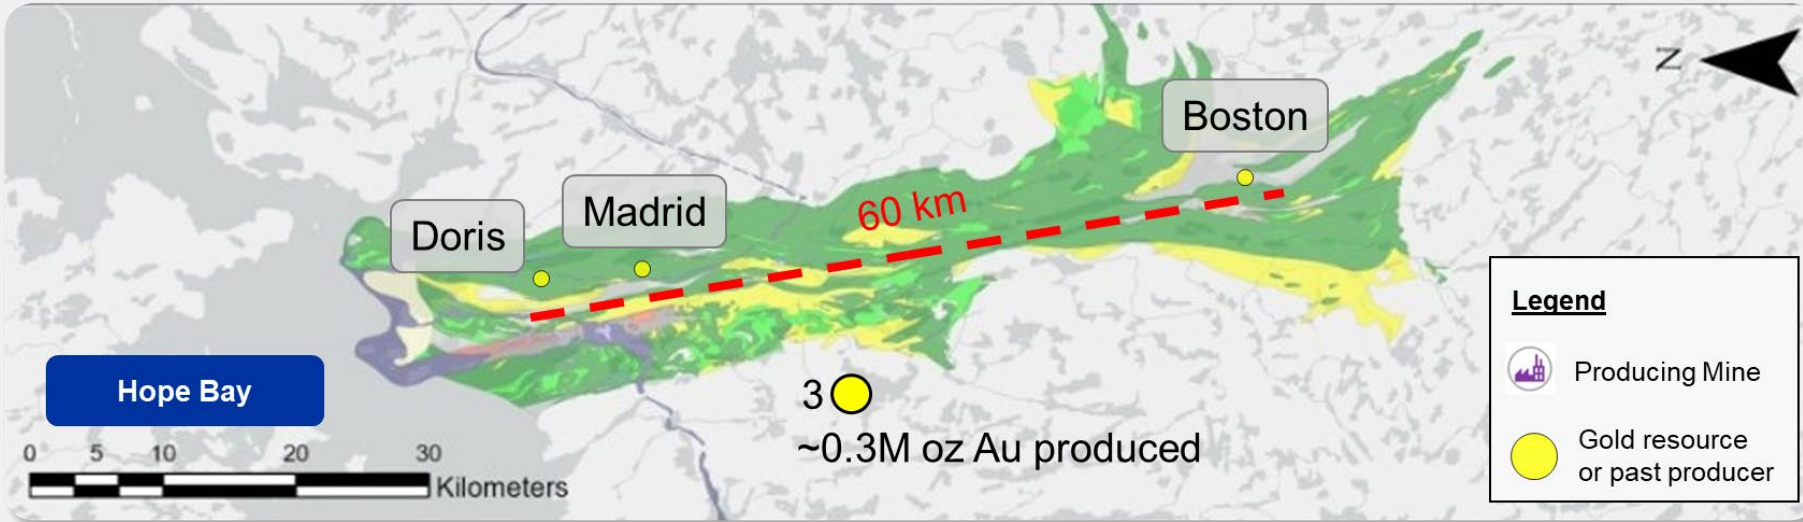 N
Boston
Madrid
Doris
60 km
Legend
Producing Mine
Gold resource
or past producer
Hope Bay
3
~0.3M oz Au produced
0 5 10 20 30
Kilometers